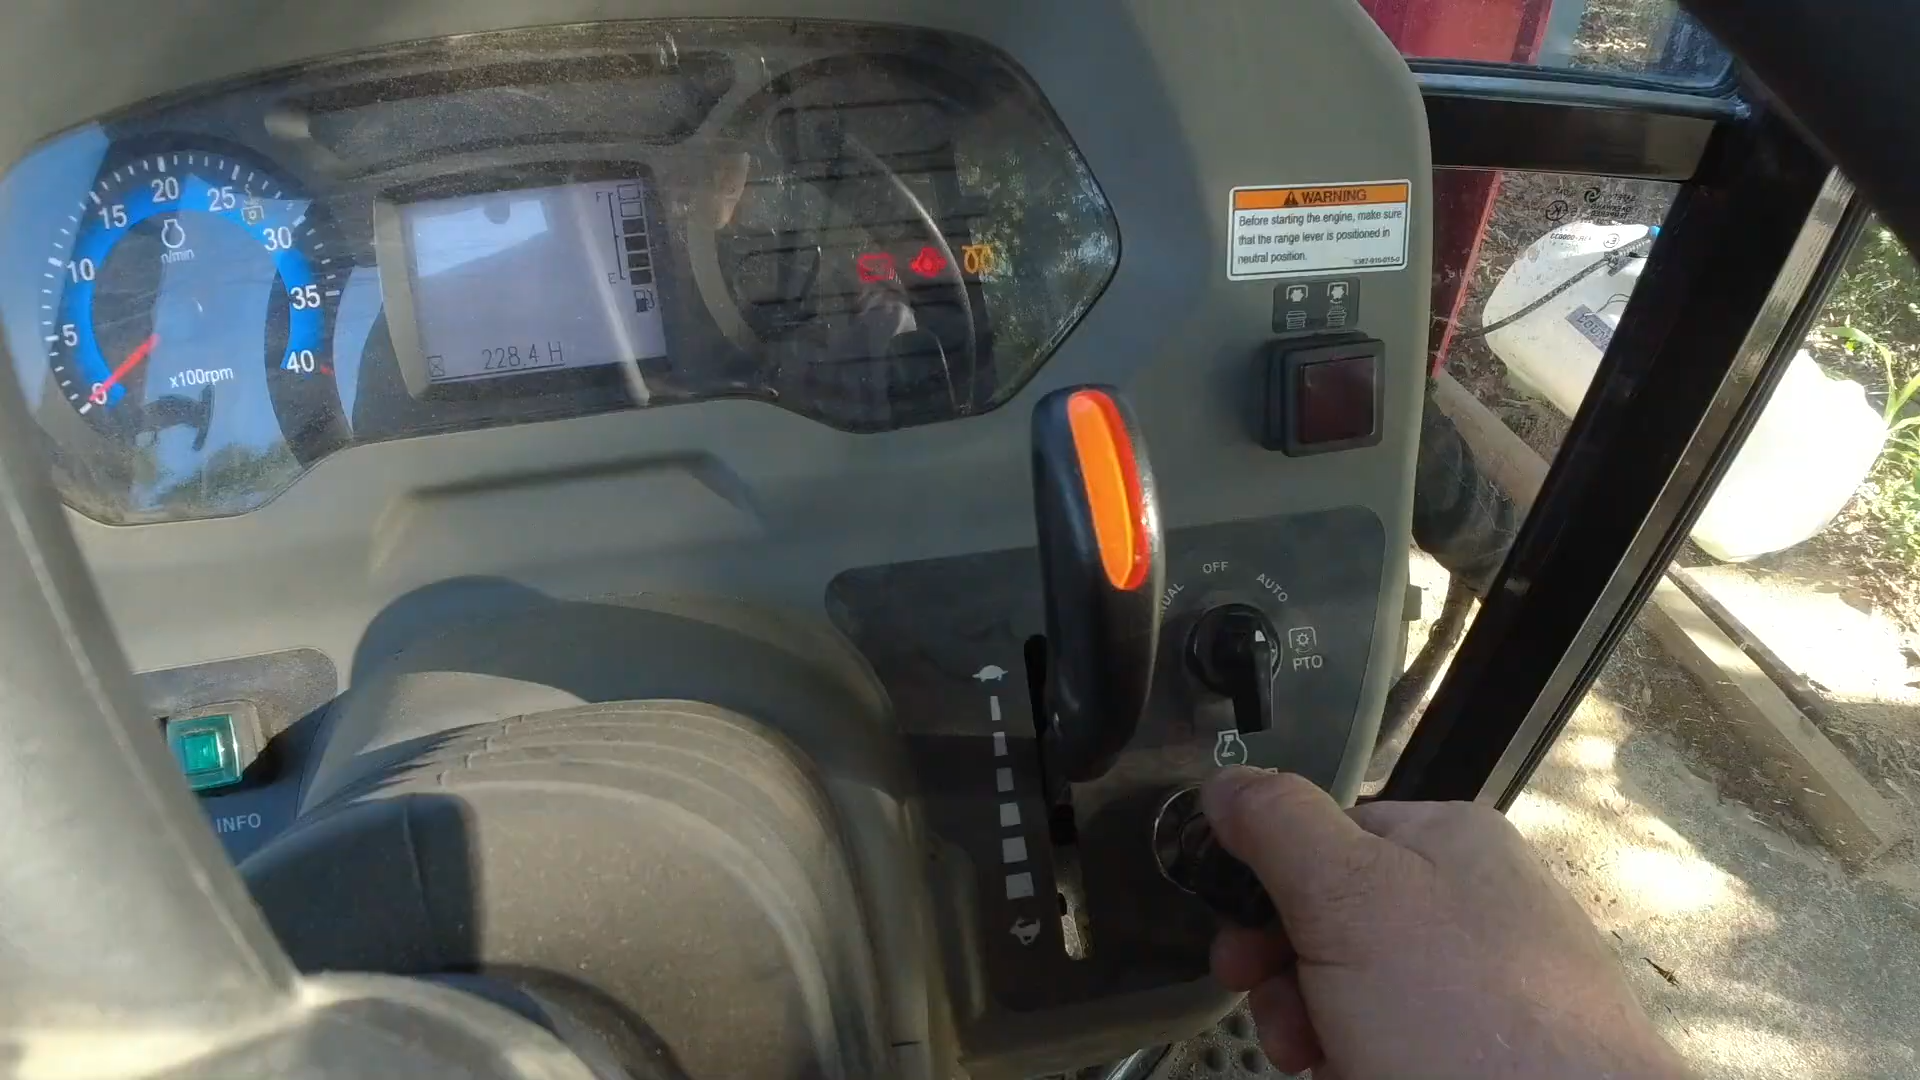 0
5
10
15
20
25
30
35
40
n/min
x100rpm
F
E
228.4 H
WARNING
Before starting the engine, make sure
that the range lever is positioned in
neutral position.
OFF
AUTO
PTO
INFO